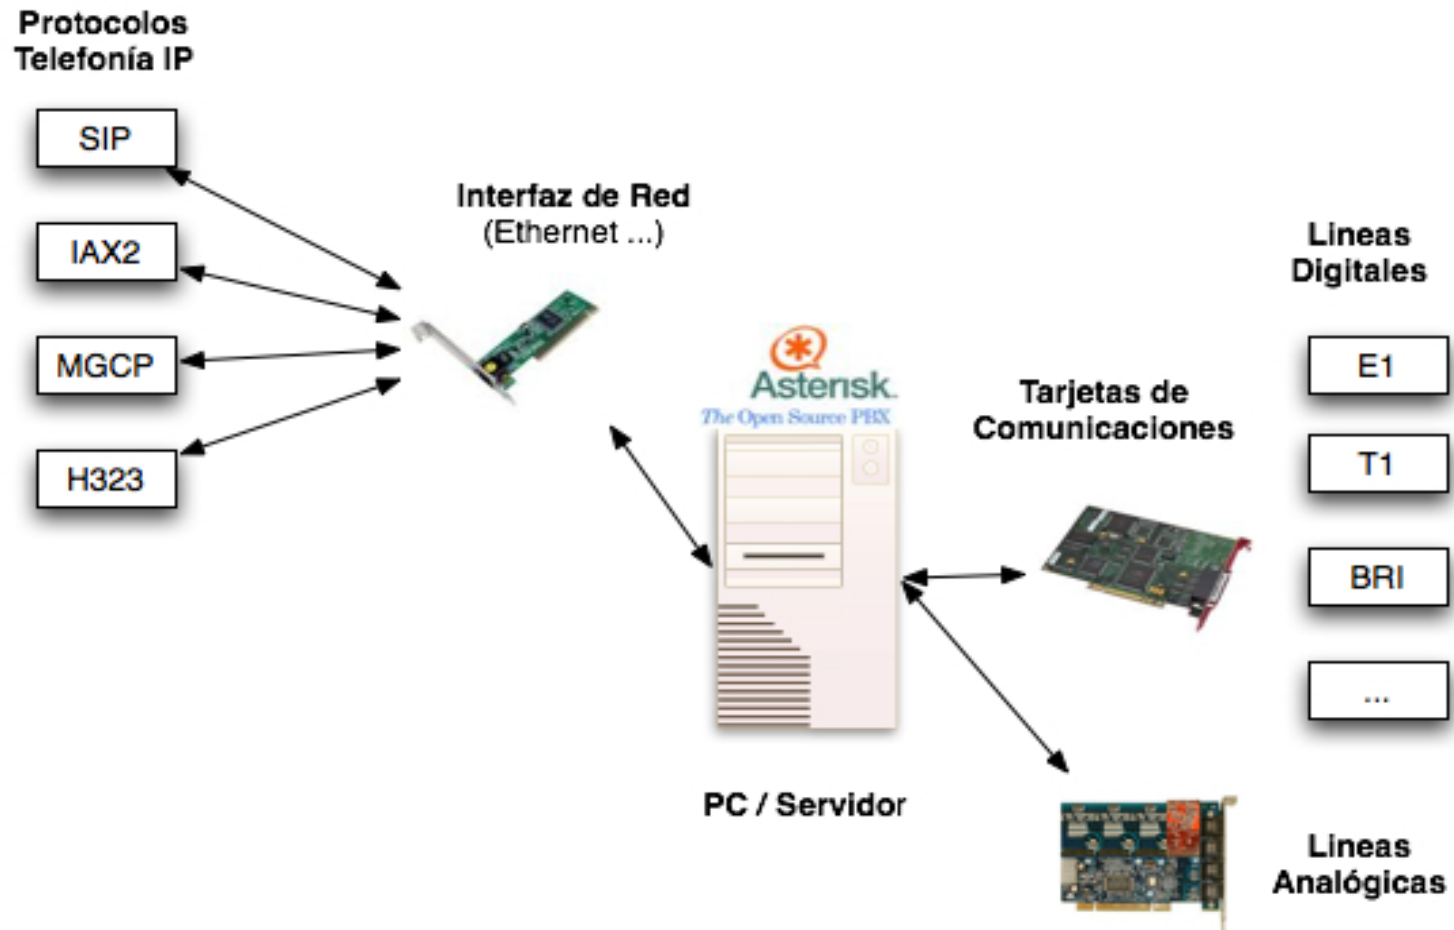 Protocolos
Telefonía IP
SIP
IAX2
MGCP
H323
Interfaz de Red
(Ethernet ...)
Asterisk
The Open Source PBX
PC / Servidor
Tarjetas de
Comunicaciones
Lineas
Digitales
E1
T1
BRI
...
Lineas
Analógicas